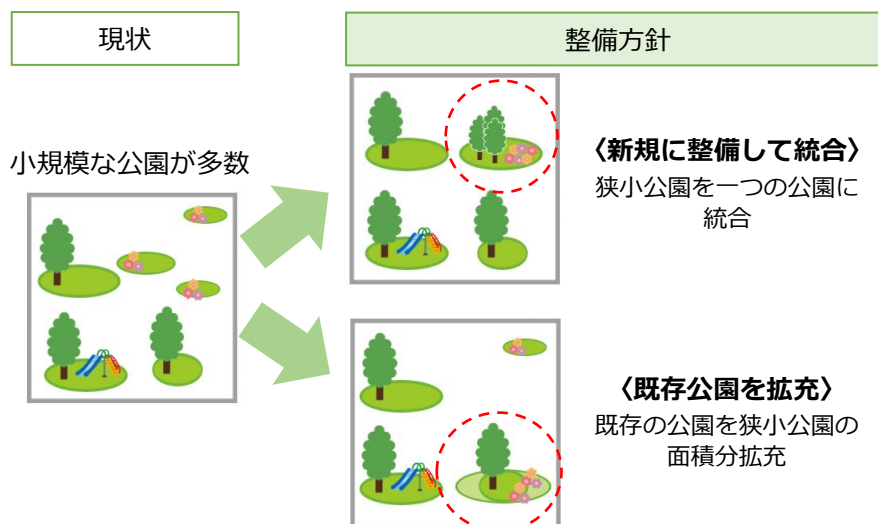 現状
整備方針
小規模な公園が多数
〈新規に整備して統合〉
狭小公園を一つの公園に
統合
〈既存公園を拡充〉
既存の公園を狭小公園の
面積分拡充